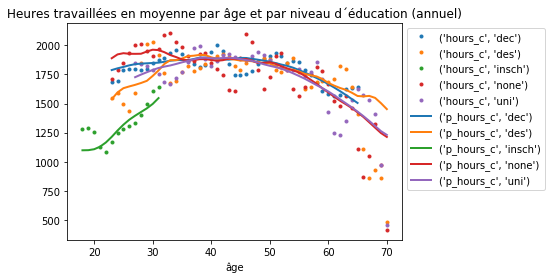 Heures travaillées en moyenne par âge et par niveau d´éducation (annuel)
2000
1750
1500
1250
1000
750
500
20
30
40
50
60
70
âge
('hours_c', 'dec')
('hours_c', 'des')
('hours_c', 'insch')
('hours_c', 'none')
('hours_c', 'uni')
('p_hours_c', 'dec')
('p_hours_c', 'des')
('p_hours_c', 'insch')
('p_hours_c', 'none')
('p_hours_c', 'uni')